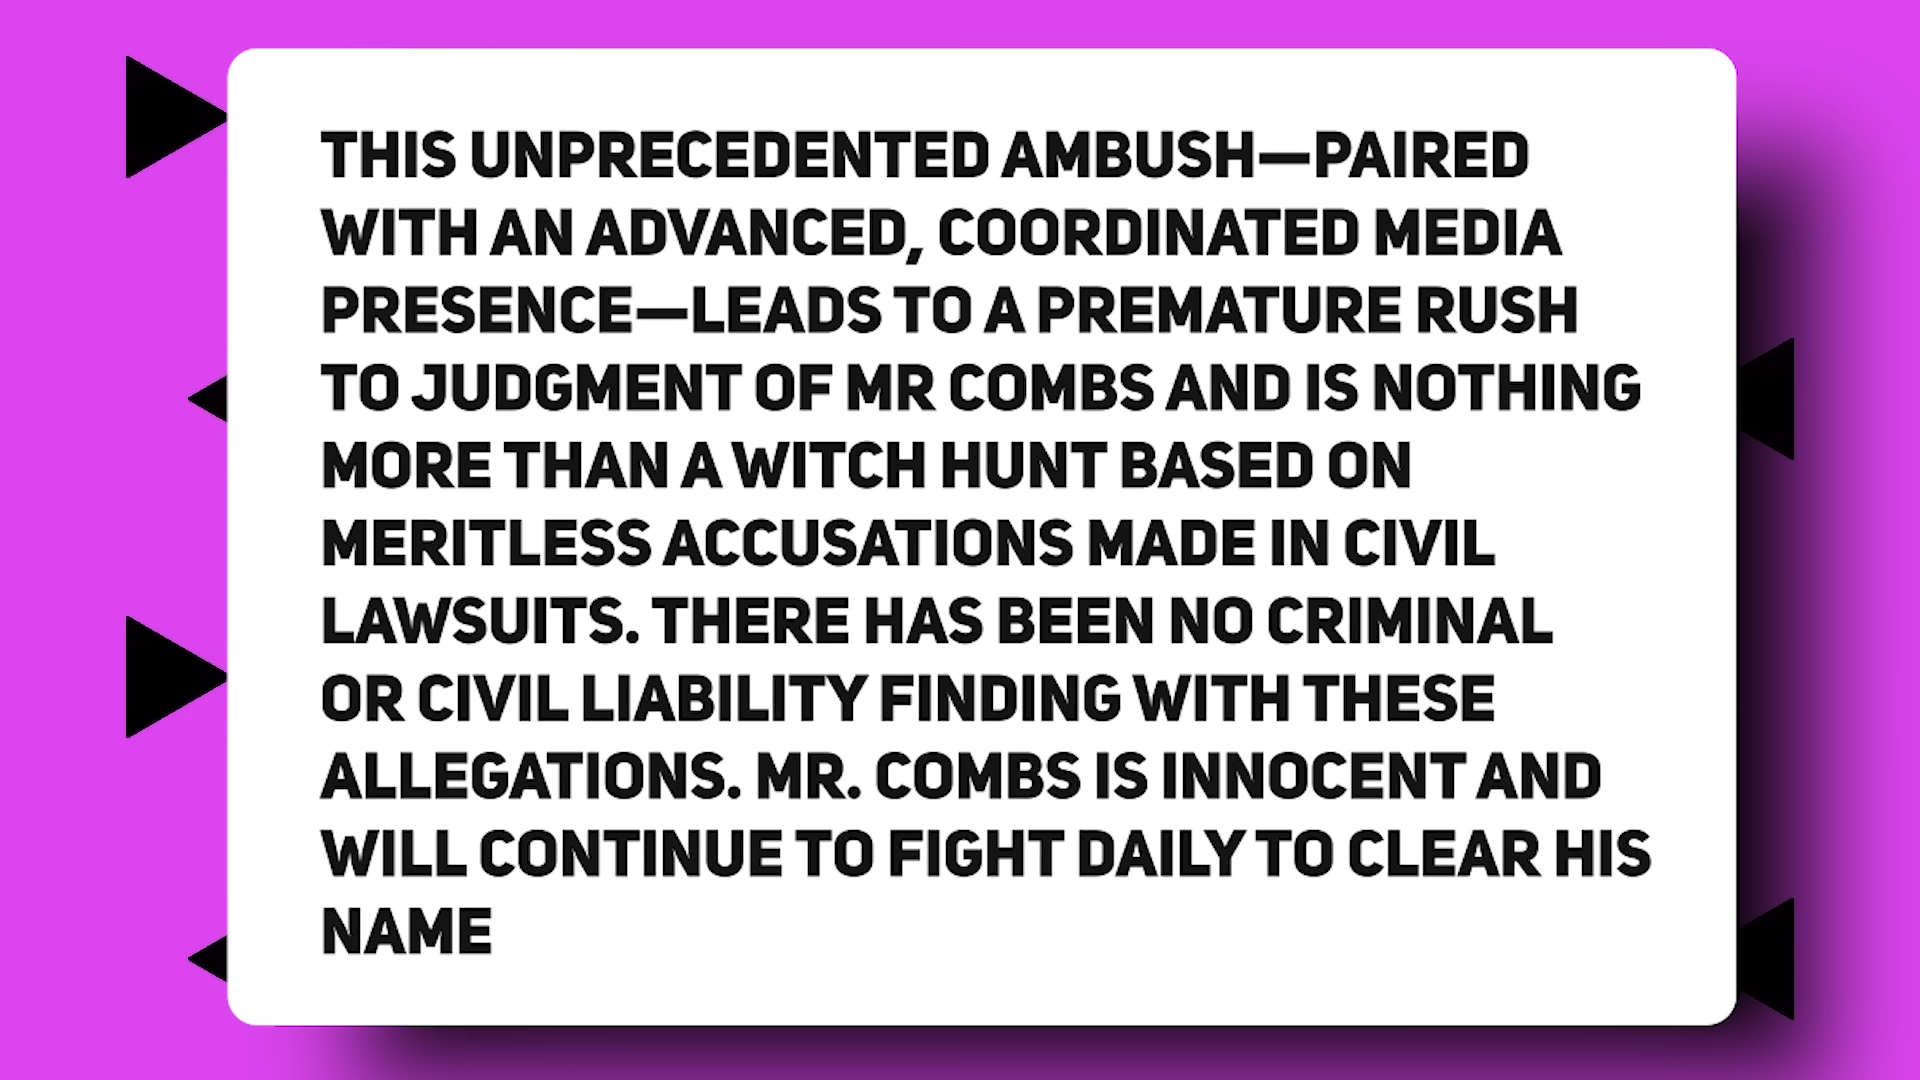 THIS UNPRECEDENTED AMBUSH—PAIRED
WITH AN ADVANCED, COORDINATED MEDIA
PRESENCE—LEADS TO A PREMATURE RUSH
TO JUDGMENT OF MR COMBS AND IS NOTHING
MORE THAN A WITCH HUNT BASED ON
MERITLESS ACCUSATIONS MADE IN CIVIL
LAWSUITS. THERE HAS BEEN NO CRIMINAL
OR CIVIL LIABILITY FINDING WITH THESE
ALLEGATIONS. MR. COMBS IS INNOCENT AND
WILL CONTINUE TO FIGHT DAILY TO CLEAR HIS
NAME